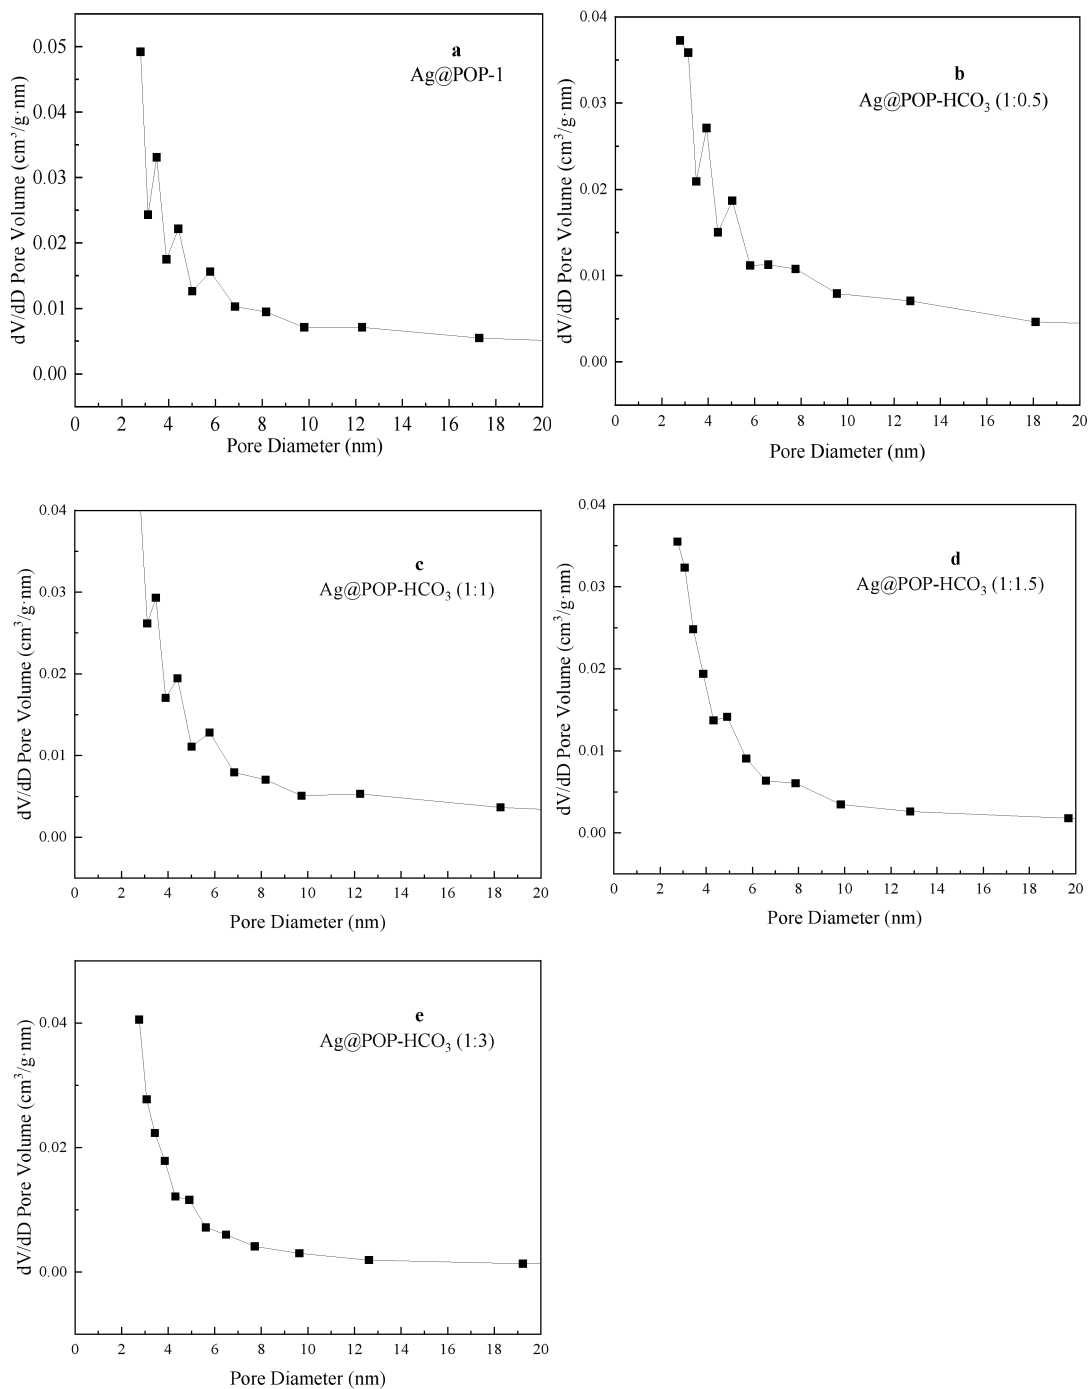 a
Ag@POP-1
dV/dD Pore Volume (cm³/g·nm)
0.05
0.04
0.03
0.02
0.01
0.00
0 2 4 6 8 10 12 14 16 18 20
Pore Diameter (nm)
b
Ag@POP-HCO₃ (1:0.5)
dV/dD Pore Volume (cm³/g·nm)
0.04
0.03
0.02
0.01
0.00
0 2 4 6 8 10 12 14 16 18 20
Pore Diameter (nm)
c
Ag@POP-HCO₃ (1:1)
dV/dD Pore Volume (cm³/g·nm)
0.04
0.03
0.02
0.01
0.00
0 2 4 6 8 10 12 14 16 18 20
Pore Diameter (nm)
d
Ag@POP-HCO₃ (1:1.5)
dV/dD Pore Volume (cm³/g·nm)
0.04
0.03
0.02
0.01
0.00
0 2 4 6 8 10 12 14 16 18 20
Pore Diameter (nm)
e
Ag@POP-HCO₃ (1:3)
dV/dD Pore Volume (cm³/g·nm)
0.04
0.02
0.00
0 2 4 6 8 10 12 14 16 18 20
Pore Diameter (nm)